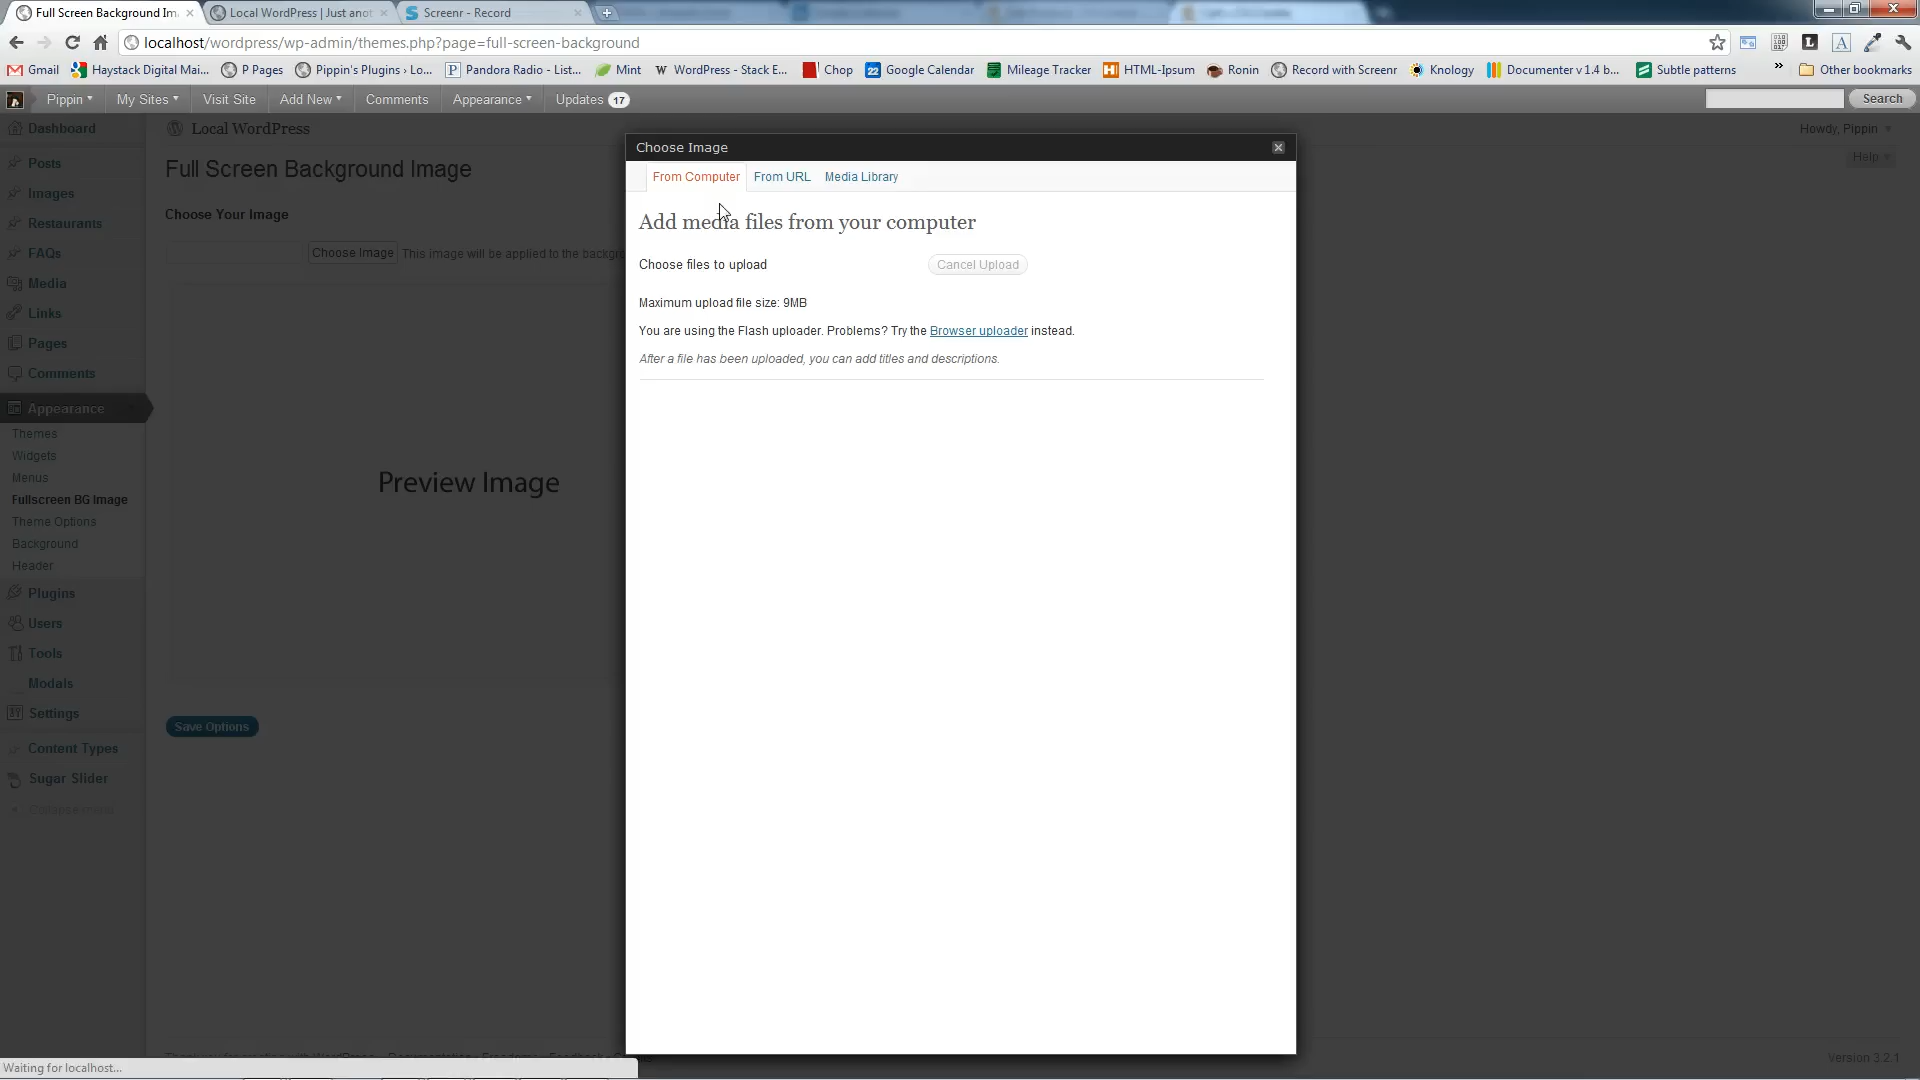 Full Screen Background Im
Local WordPress | Just anot
Screenr - Record
localhost/wordpress/wp-admin/themes.php?page=full-screen-background
Gmail
Haystack Digital Mai...
P Pages
Pippin's Plugins › Lo...
Pandora Radio - List...
Mint
WordPress - Stack E...
Chop
Google Calendar
Mileage Tracker
HTML-Ipsum
Ronin
Record with Screenr
Knology
Documenter v 1.4 b...
Subtle patterns
»
Other bookmarks
Pippin
My Sites
Visit Site
Add New
Comments
Appearance
Updates 17
Search
Dashboard
Posts
Images
Restaurants
FAQs
Media
Links
Pages
Comments
Appearance
Themes
Widgets
Menus
Fullscreen BG Image
Theme Options
Background
Header
Plugins
Users
Tools
Modals
Settings
Content Types
Sugar Slider
Collapse menu
Local WordPress
Howdy, Pippin
Help
Full Screen Background Image
Choose Your Image
Choose Image
This image will be applied to the backgro
Preview Image
Save Options
Choose Image
From Computer
From URL
Media Library
Add media files from your computer
Choose files to upload
Cancel Upload
Maximum upload file size: 9MB
You are using the Flash uploader. Problems? Try the Browser uploader instead.
After a file has been uploaded, you can add titles and descriptions.
Version 3.2.1
Waiting for localhost...